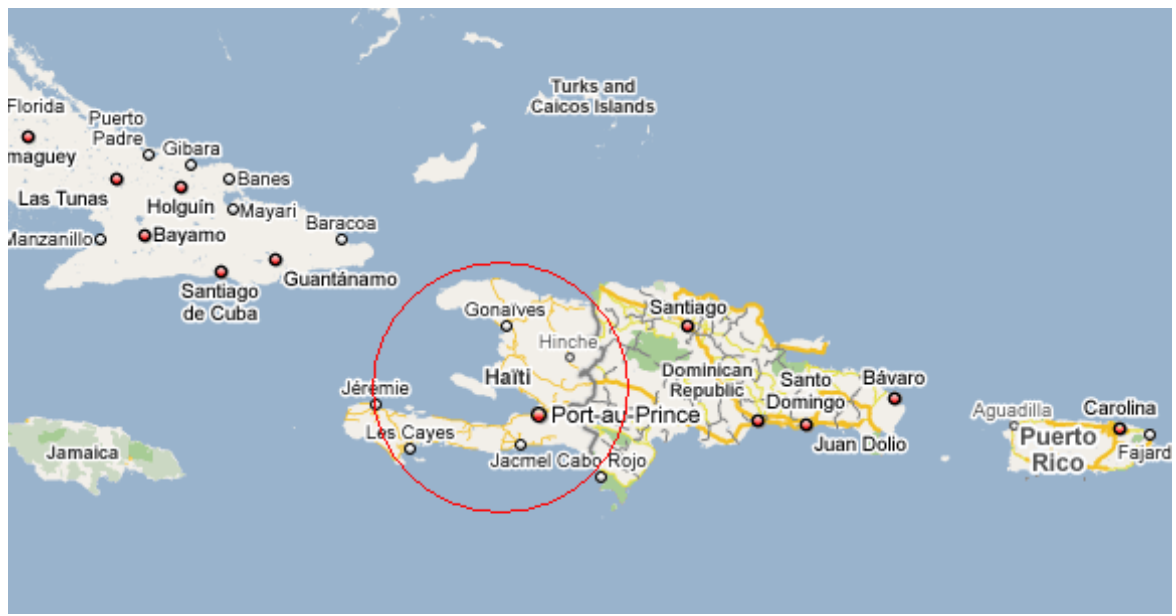 Turks and
Caicos Islands
Florida
Puerto
Padre
maguey
Gibara
Banes
Las Tunas
Holguín
Mayari
Baracoa
Manzanillo
Bayamo
Guantánamo
Santiago
de Cuba
Gonaïves
Santiago
Hinche
Haïti
Dominican
Republic
Santo
Domingo
Bávaro
Jérémie
Port-au-Prince
Aguadilla
Carolina
Les Cayes
Juan Dolio
Puerto
Rico
Fajard
Jamaica
Jacmel
Cabo Rojo